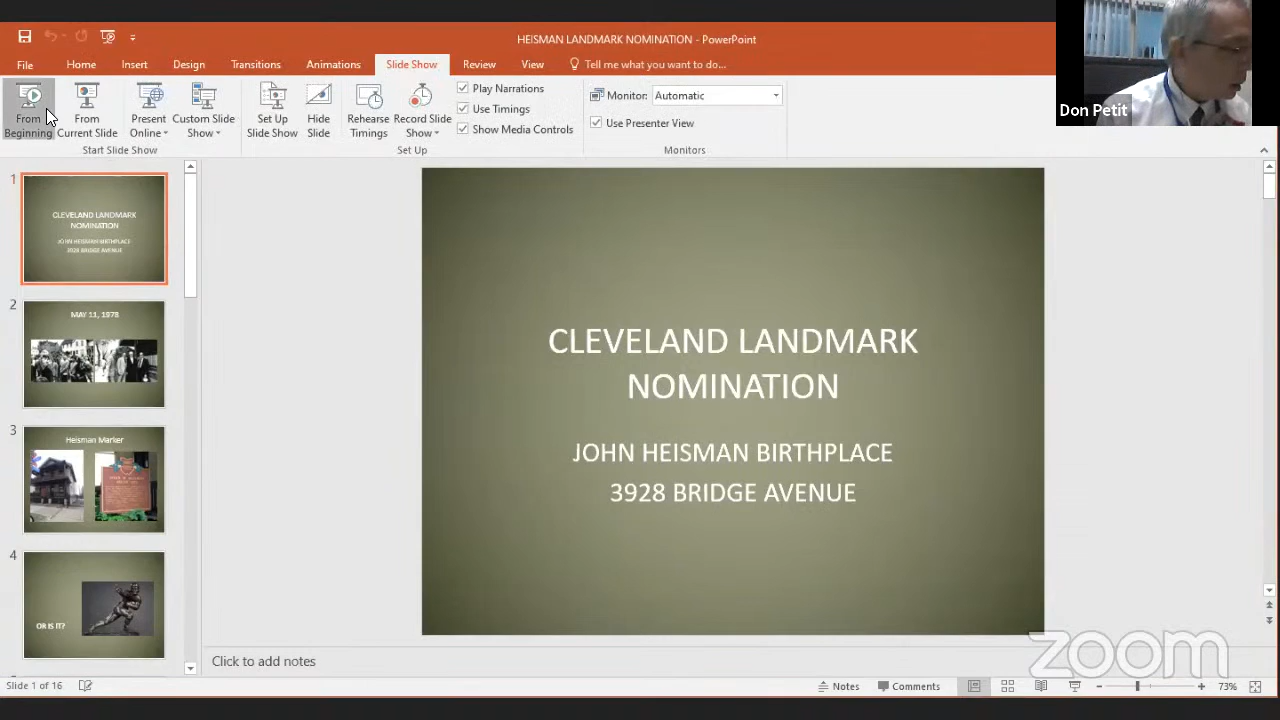 HEISMAN LANDMARK NOMINATION - PowerPoint
File Home Insert Design Transitions Animations Slide Show Review View Tell me what you want to do...
From Beginning
From Current Slide
Present Online
Custom Slide Show
Set Up Slide Show
Hide Slide
Rehearse Timings
Record Slide Show
Play Narrations
Use Timings
Show Media Controls
Monitor: Automatic
Use Presenter View
Start Slide Show
Set Up
Monitors
Don Petit
1
CLEVELAND LANDMARK
NOMINATION
JOHN HEISMAN BIRTHPLACE
3928 BRIDGE AVENUE
2
MAY 11, 1978
3
Heisman Marker
4
OR IS IT?
CLEVELAND LANDMARK
NOMINATION
JOHN HEISMAN BIRTHPLACE
3928 BRIDGE AVENUE
Click to add notes
zoom
Slide 1 of 16
Notes Comments 73%